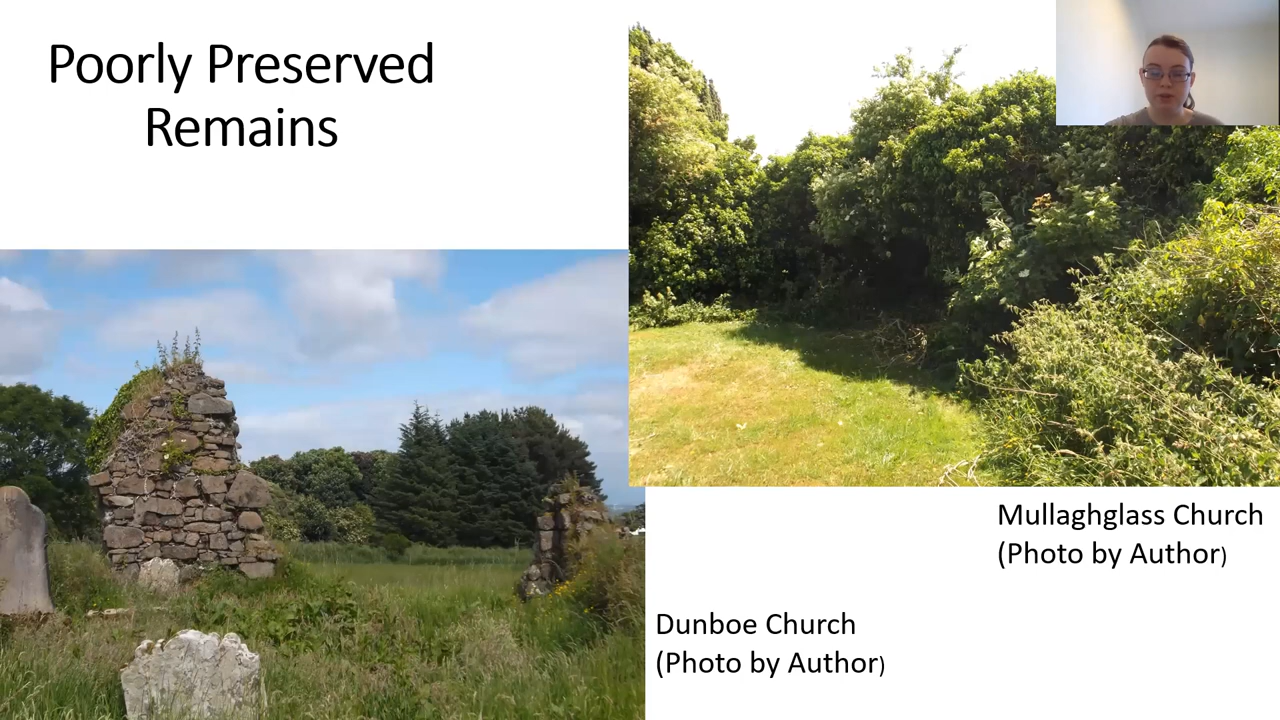 Poorly Preserved
Remains
Mullaghglass Church
(Photo by Author)
Dunboe Church
(Photo by Author)